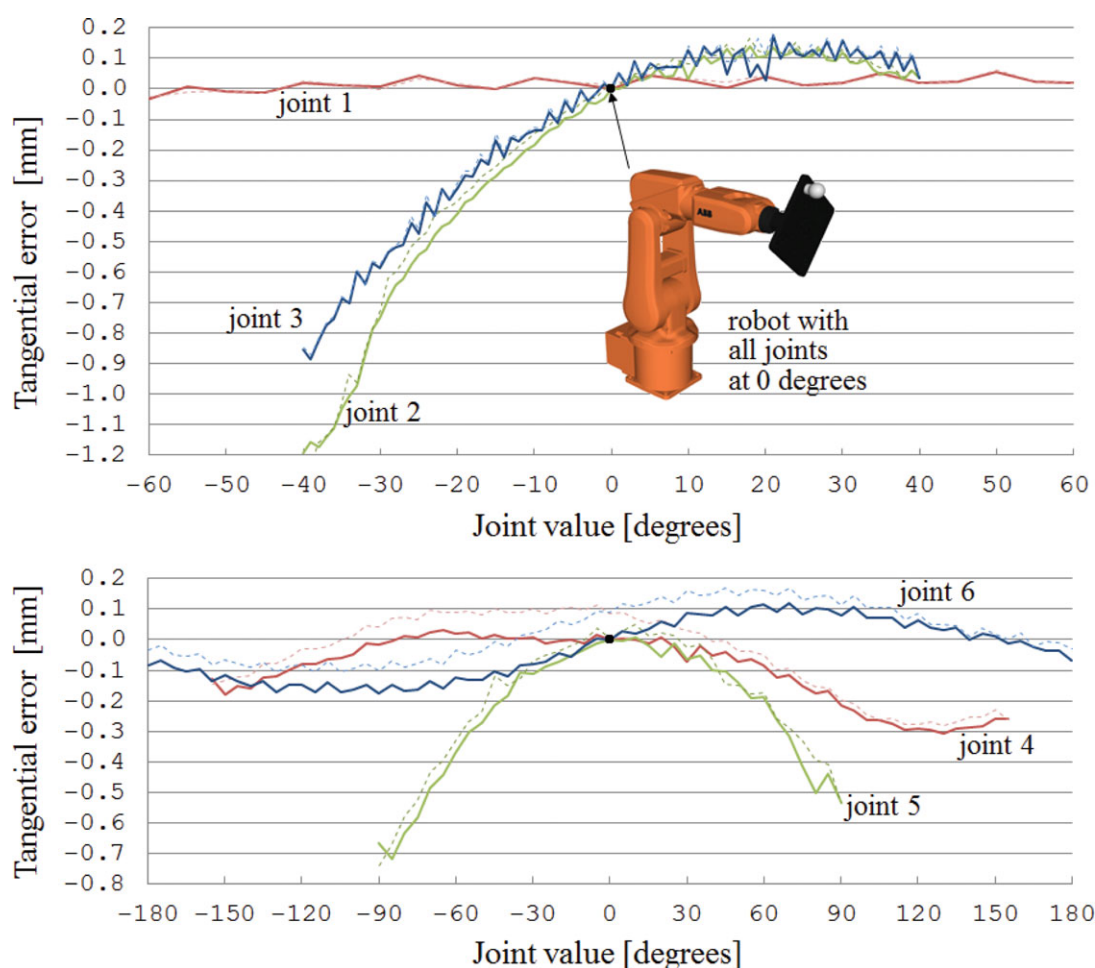 0.2
0.1
0.0
-0.1
-0.2
-0.3
-0.4
-0.5
-0.6
-0.7
-0.8
-0.9
-1.0
-1.1
-1.2
Tangential error [mm]
joint 1
joint 3
joint 2
ABB
robot with
all joints
at 0 degrees
-60 -50 -40 -30 -20 -10 0 10 20 30 40 50 60
Joint value [degrees]
0.2
0.1
0.0
-0.1
-0.2
-0.3
-0.4
-0.5
-0.6
-0.7
-0.8
Tangential error [mm]
joint 6
joint 4
joint 5
-180 -150 -120 -90 -60 -30 0 30 60 90 120 150 180
Joint value [degrees]